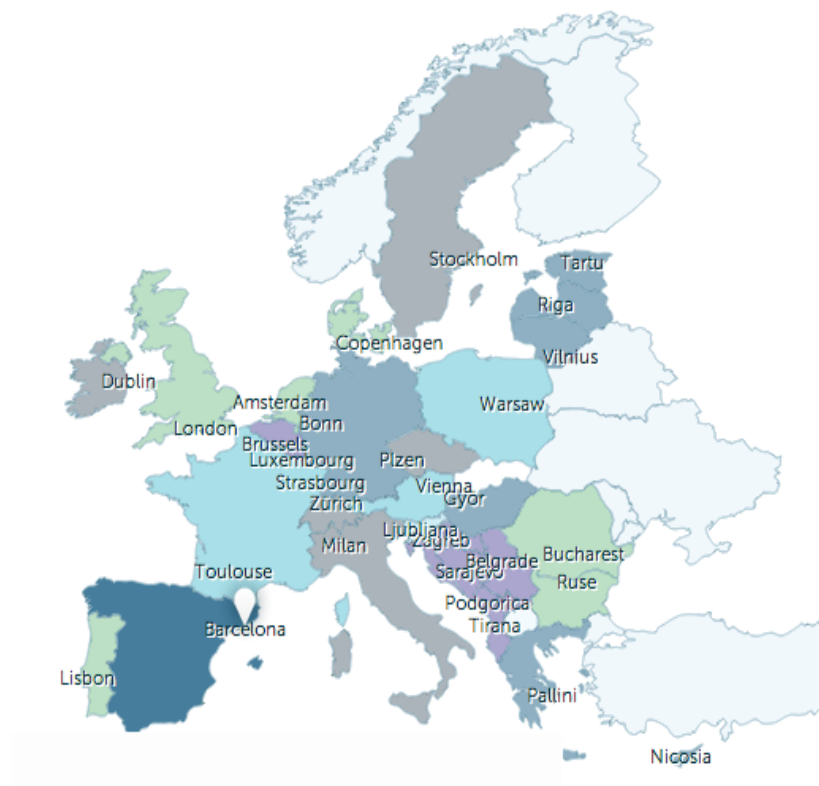 Stockholm
Tartu
Riga
Copenhagen
Vilnius
Dublin
Amsterdam
Warsaw
Bonn
London
Brussels
Luxembourg
Plzen
Strasbourg
Vienna
Gyor
Zürich
Ljubljana
Zagreb
Milan
Bucharest
Belgrade
Toulouse
Sarajevo
Ruse
Podgorica
Barcelona
Tirana
Lisbon
Pallini
Nicosia